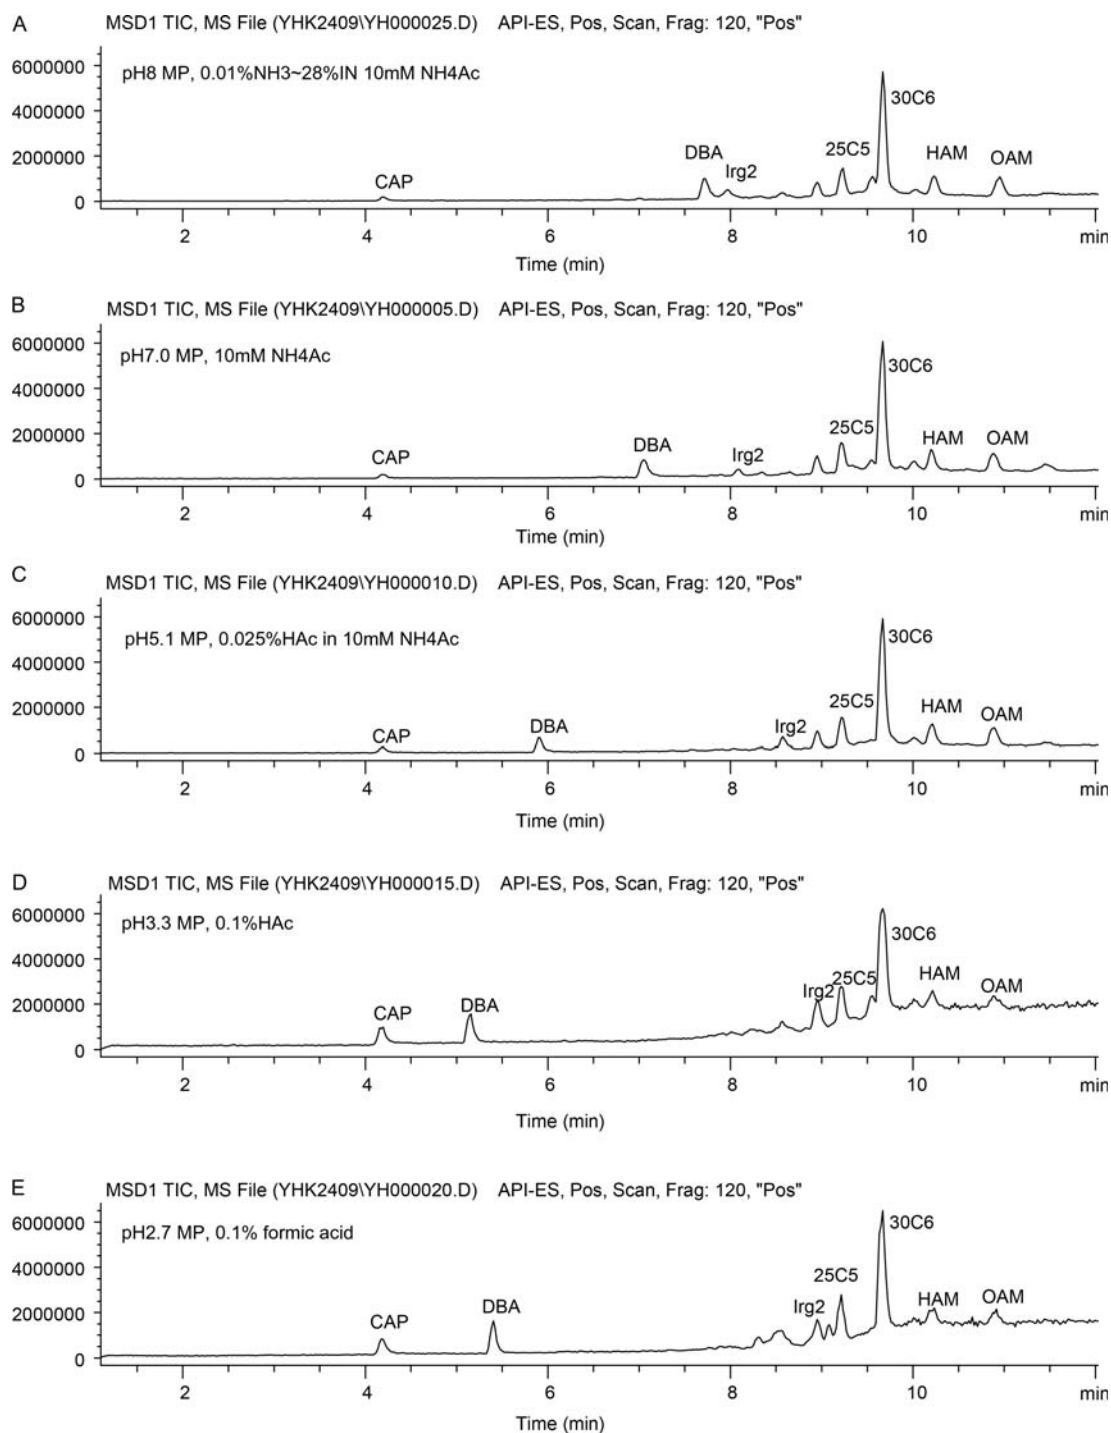 A
MSD1 TIC, MS File (YHK2409\YH000025.D) API-ES, Pos, Scan, Frag: 120, "Pos"
6000000
4000000
2000000
0
pH8 MP, 0.01%NH3~28%IN 10mM NH4Ac
CAP
DBA
Irg2
25C5
30C6
HAM
OAM
2 4 6 8 10 min
Time (min)
B
MSD1 TIC, MS File (YHK2409\YH000005.D) API-ES, Pos, Scan, Frag: 120, "Pos"
6000000
4000000
2000000
0
pH7.0 MP, 10mM NH4Ac
CAP
DBA
Irg2
25C5
30C6
HAM
OAM
2 4 6 8 10 min
Time (min)
C
MSD1 TIC, MS File (YHK2409\YH000010.D) API-ES, Pos, Scan, Frag: 120, "Pos"
6000000
4000000
2000000
0
pH5.1 MP, 0.025%HAc in 10mM NH4Ac
CAP
DBA
Irg2
25C5
30C6
HAM
OAM
2 4 6 8 10 min
Time (min)
D
MSD1 TIC, MS File (YHK2409\YH000015.D) API-ES, Pos, Scan, Frag: 120, "Pos"
6000000
4000000
2000000
0
pH3.3 MP, 0.1%HAc
CAP
DBA
Irg2
25C5
30C6
HAM
OAM
2 4 6 8 10 min
Time (min)
E
MSD1 TIC, MS File (YHK2409\YH000020.D) API-ES, Pos, Scan, Frag: 120, "Pos"
6000000
4000000
2000000
0
pH2.7 MP, 0.1% formic acid
CAP
DBA
Irg2
25C5
30C6
HAM
OAM
2 4 6 8 10 min
Time (min)